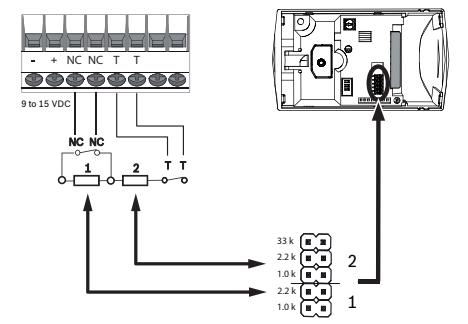 - + NC NC T T
9 to 15 VDC
NC NC
T T
1 2
33 k
2.2 k
1.0 k
2
2.2 k
1.0 k
1